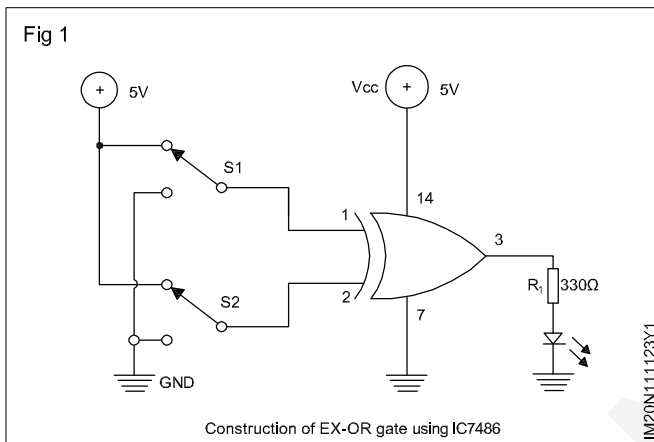 Fig 1
5V
Vcc
5V
S1
14
1
3
2
R₁ 330Ω
S2
7
GND
Construction of EX-OR gate using IC7486
IM20N111123Y1